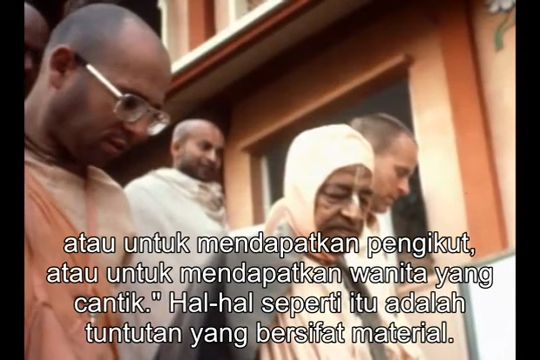 atau untuk mendapatkan pengikut,
atau untuk mendapatkan wanita yang
cantik." Hal-hal seperti itu adalah
tuntutan yang bersifat material.